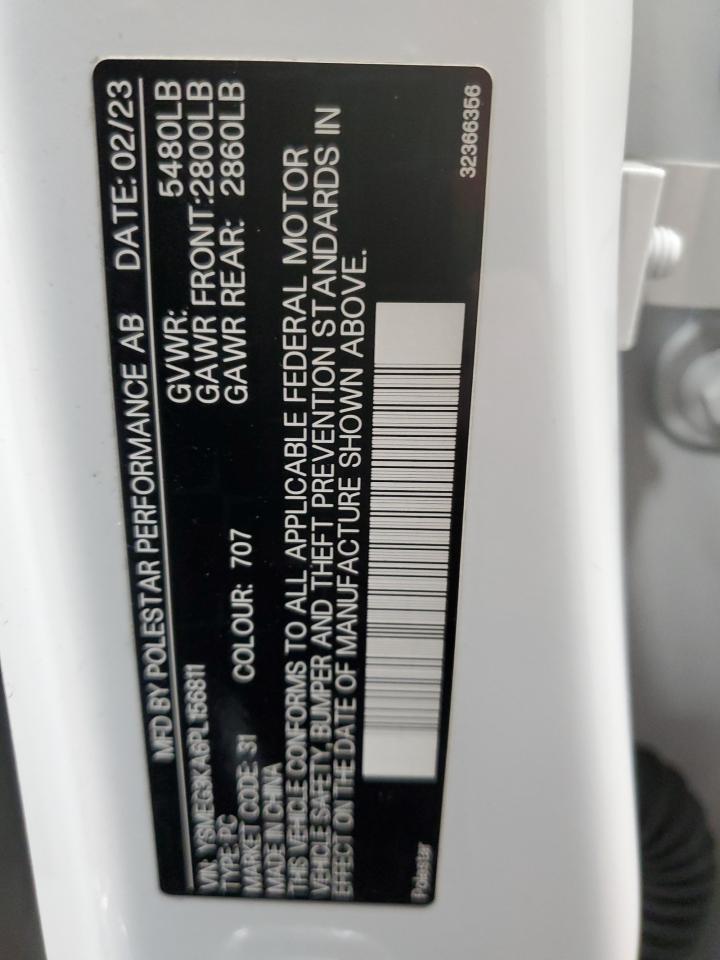 MFD BY POLESTAR PERFORMANCE AB DATE: 02/23
VIN: YSMEG3KA6PL156811 GVWR: 5480LB
TYPE: PC GAWR FRONT: 2800LB
MARKET CODE: 31 COLOUR: 707 GAWR REAR: 2860LB
MADE IN CHINA
THIS VEHICLE CONFORMS TO ALL APPLICABLE FEDERAL MOTOR
VEHICLE SAFETY, BUMPER AND THEFT PREVENTION STANDARDS IN
EFFECT ON THE DATE OF MANUFACTURE SHOWN ABOVE.
Polestar 32366356